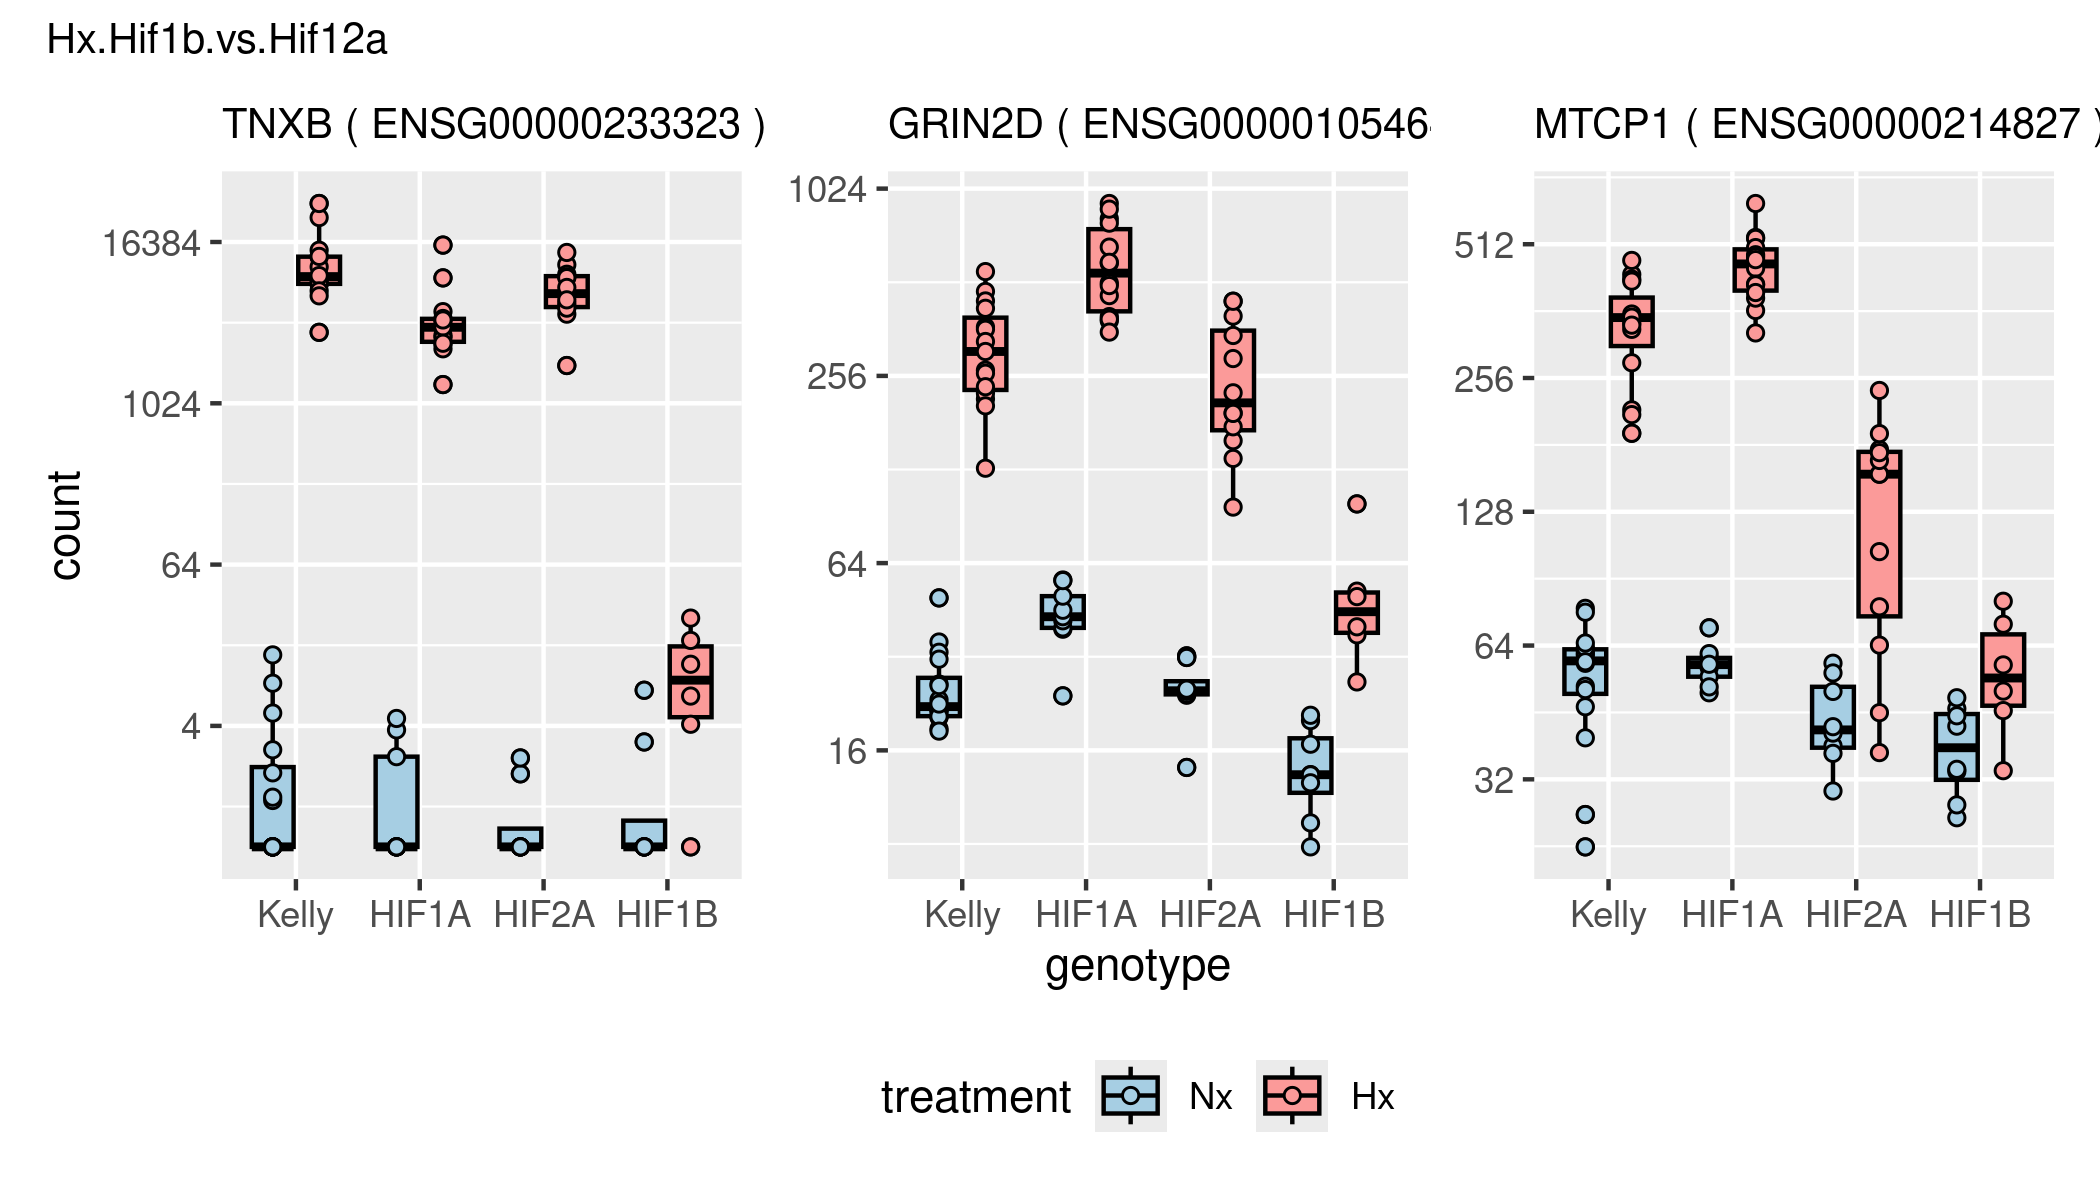 Hx.Hif1b.vs.Hif12a
TNXB ( ENSG00000233323 )
GRIN2D ( ENSG0000010546
MTCP1 ( ENSG00000214827 )
count
16384
1024
64
4
1024
256
64
16
512
256
128
64
32
Kelly HIF1A HIF2A HIF1B
Kelly HIF1A HIF2A HIF1B
Kelly HIF1A HIF2A HIF1B
genotype
treatment Nx Hx